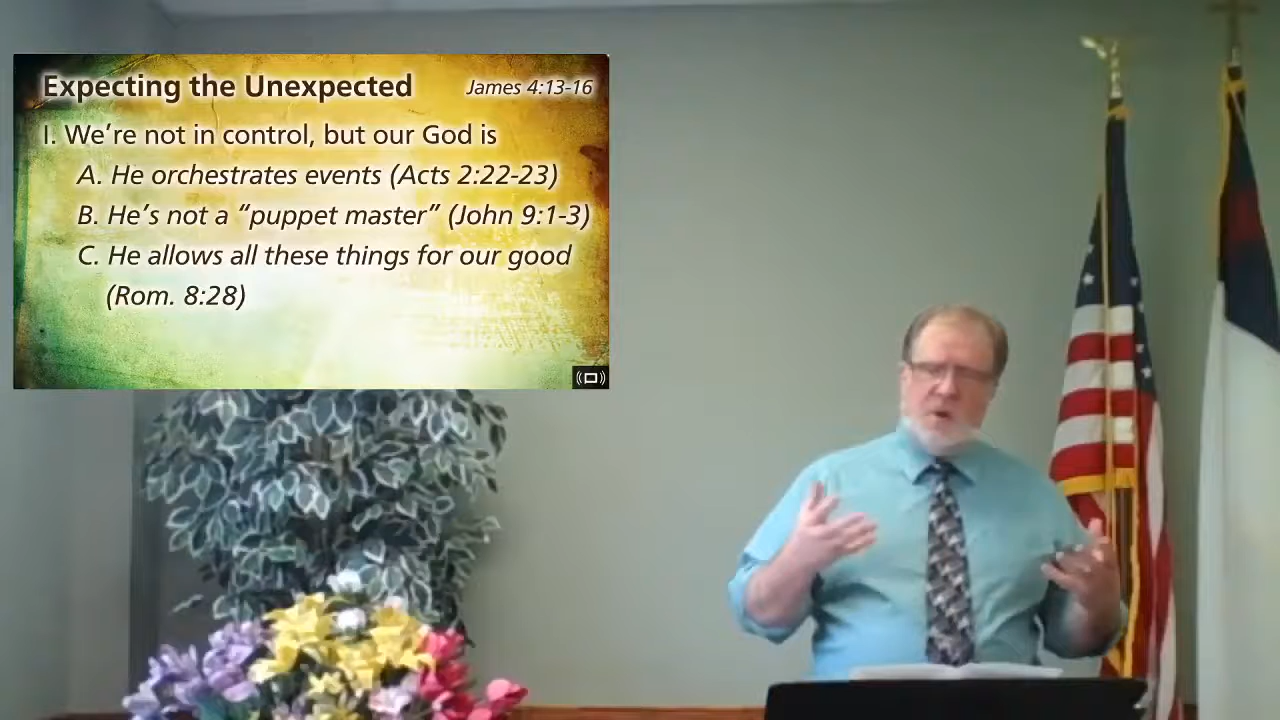 Expecting the Unexpected James 4:13-16
I. We're not in control, but our God is
A. He orchestrates events (Acts 2:22-23)
B. He's not a “puppet master” (John 9:1-3)
C. He allows all these things for our good
(Rom. 8:28)